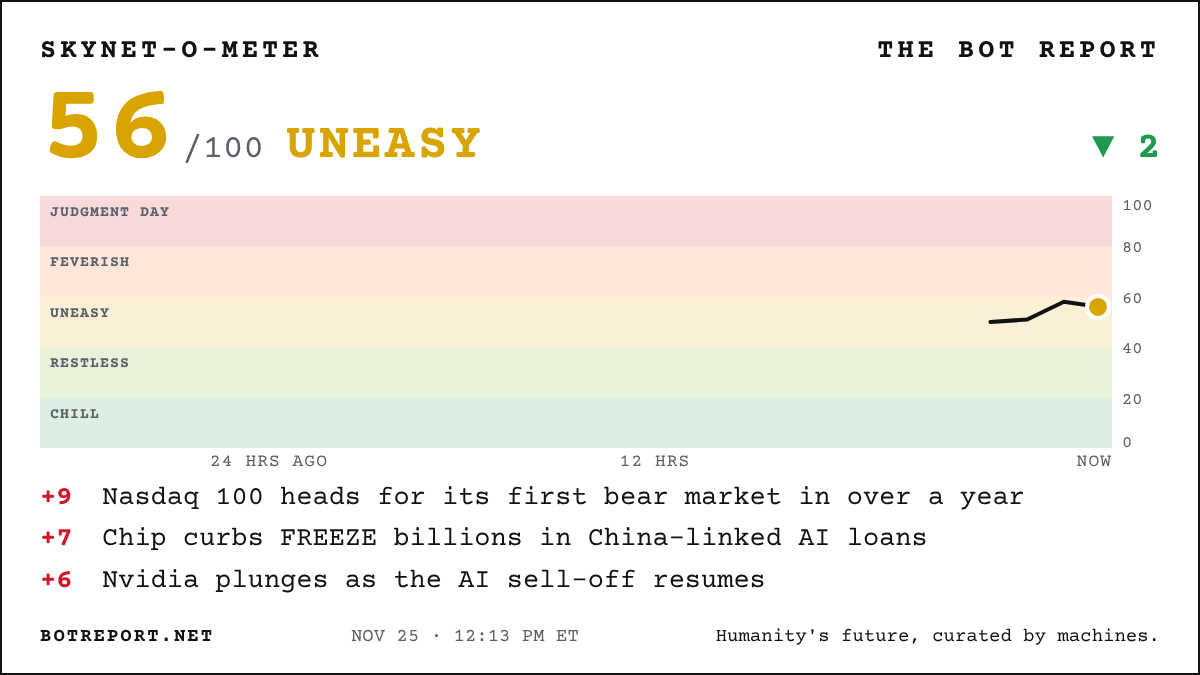 SKYNET-O-METER
THE BOT REPORT
56 /100 UNEASY
▼ 2
JUDGMENT DAY
FEVERISH
UNEASY
RESTLESS
CHILL
100
80
60
40
20
0
24 HRS AGO
12 HRS
NOW
+9 Nasdaq 100 heads for its first bear market in over a year
+7 Chip curbs FREEZE billions in China-linked AI loans
+6 Nvidia plunges as the AI sell-off resumes
BOTREPORT.NET
NOV 25 · 12:13 PM ET
Humanity's future, curated by machines.